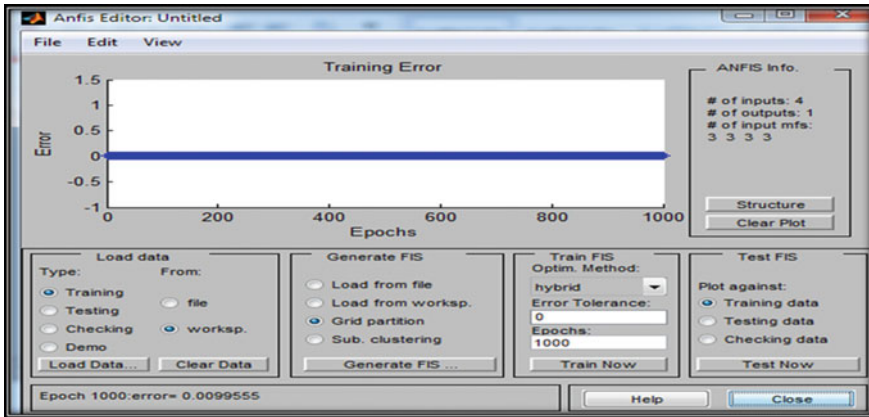 Anfis Editor: Untitled
File Edit View
Training Error
1.5
1
0.5
0
-0.5
-1
Error
0 200 400 600 800 1000
Epochs
ANFIS Info.
# of inputs: 4
# of outputs: 1
# of input mfs:
3 3 3 3
Structure
Clear Plot
Load data
Type: From:
Training
file
Testing
Checking
worksp.
Demo
Load Data... Clear Data
Generate FIS
Load from file
Load from worksp.
Grid partition
Sub. clustering
Generate FIS ...
Train FIS
Optim. Method:
hybrid
Error Tolerance:
0
Epochs:
1000
Train Now
Test FIS
Plot against:
Training data
Testing data
Checking data
Test Now
Epoch 1000:error= 0.0099555
Help Close